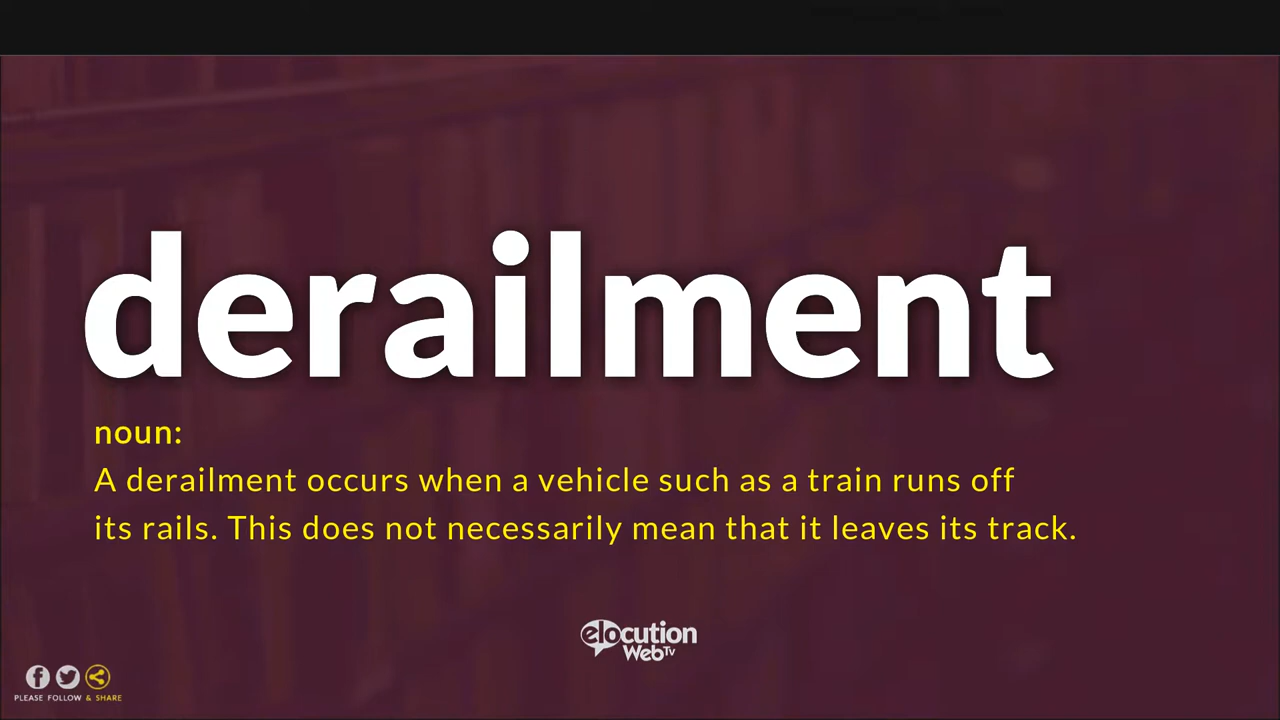 derailment
noun:
A derailment occurs when a vehicle such as a train runs off
its rails. This does not necessarily mean that it leaves its track.
elocution
WebTv
PLEASE FOLLOW & SHARE